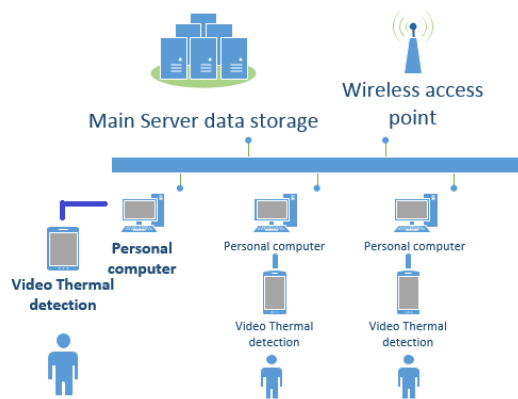 Main Server data storage
Wireless access
point
Personal
computer
Personal computer
Personal computer
Video Thermal
detection
Video Thermal
detection
Video Thermal
detection